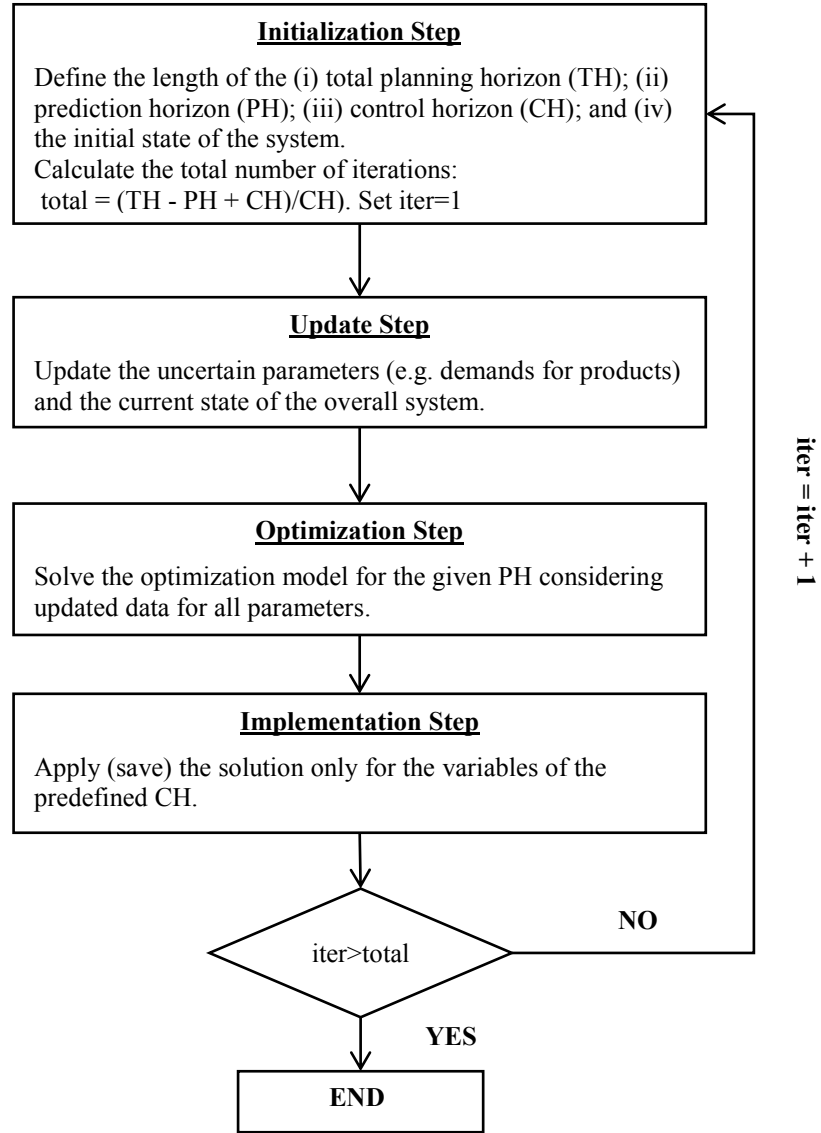 Initialization Step
Define the length of the (i) total planning horizon (TH); (ii)
prediction horizon (PH); (iii) control horizon (CH); and (iv)
the initial state of the system.
Calculate the total number of iterations:
total = (TH - PH + CH)/CH). Set iter=1
Update Step
Update the uncertain parameters (e.g. demands for products)
and the current state of the overall system.
Optimization Step
Solve the optimization model for the given PH considering
updated data for all parameters.
Implementation Step
Apply (save) the solution only for the variables of the
predefined CH.
iter>total
NO
YES
END
iter = iter + 1